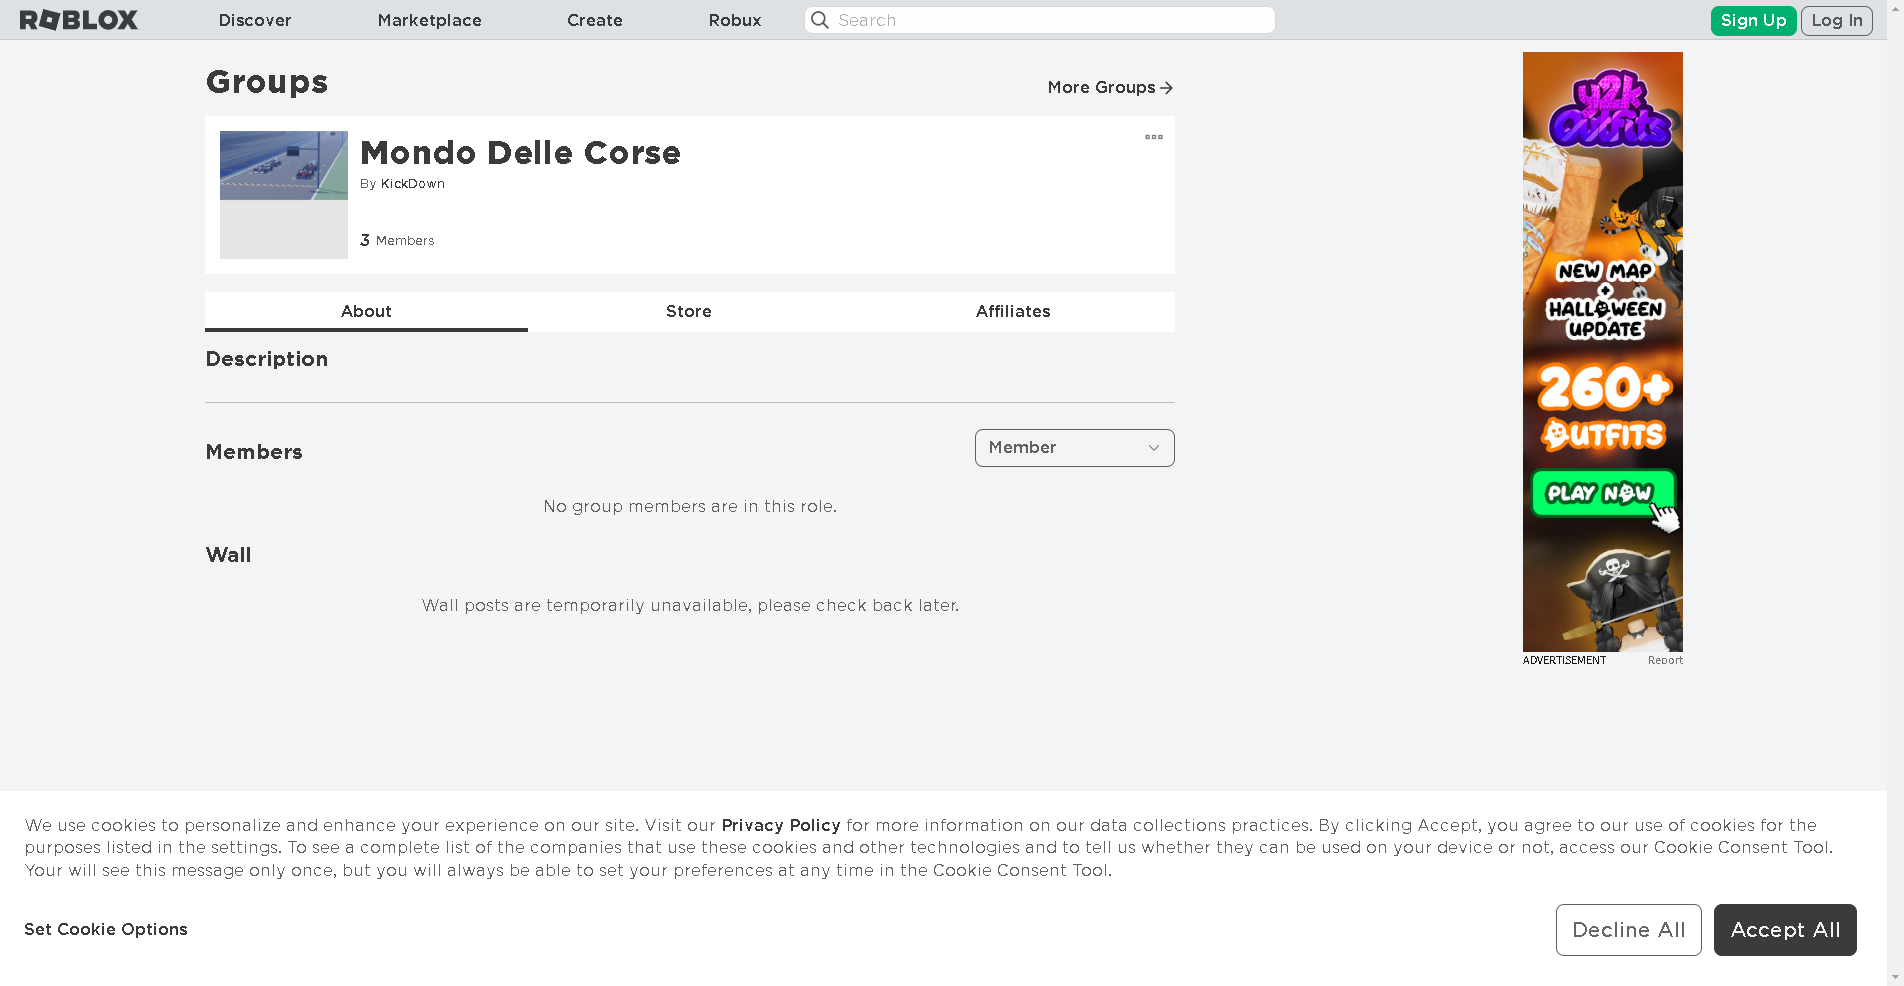 ROBLOX
Discover
Marketplace
Create
Robux
Search
Sign Up
Log In
Groups
More Groups
Mondo Delle Corse
By KickDown
3 Members
About
Store
Affiliates
Description
Members
Member
No group members are in this role.
Wall
Wall posts are temporarily unavailable, please check back later.
y2k
Outfits
NEW MAP
+
HALLOWEEN
UPDATE
260+
OUTFITS
PLAY NOW
ADVERTISEMENT
Report
We use cookies to personalize and enhance your experience on our site. Visit our Privacy Policy for more information on our data collections practices. By clicking Accept, you agree to our use of cookies for the
purposes listed in the settings. To see a complete list of the companies that use these cookies and other technologies and to tell us whether they can be used on your device or not, access our Cookie Consent Tool.
Your will see this message only once, but you will always be able to set your preferences at any time in the Cookie Consent Tool.
Set Cookie Options
Decline All
Accept All